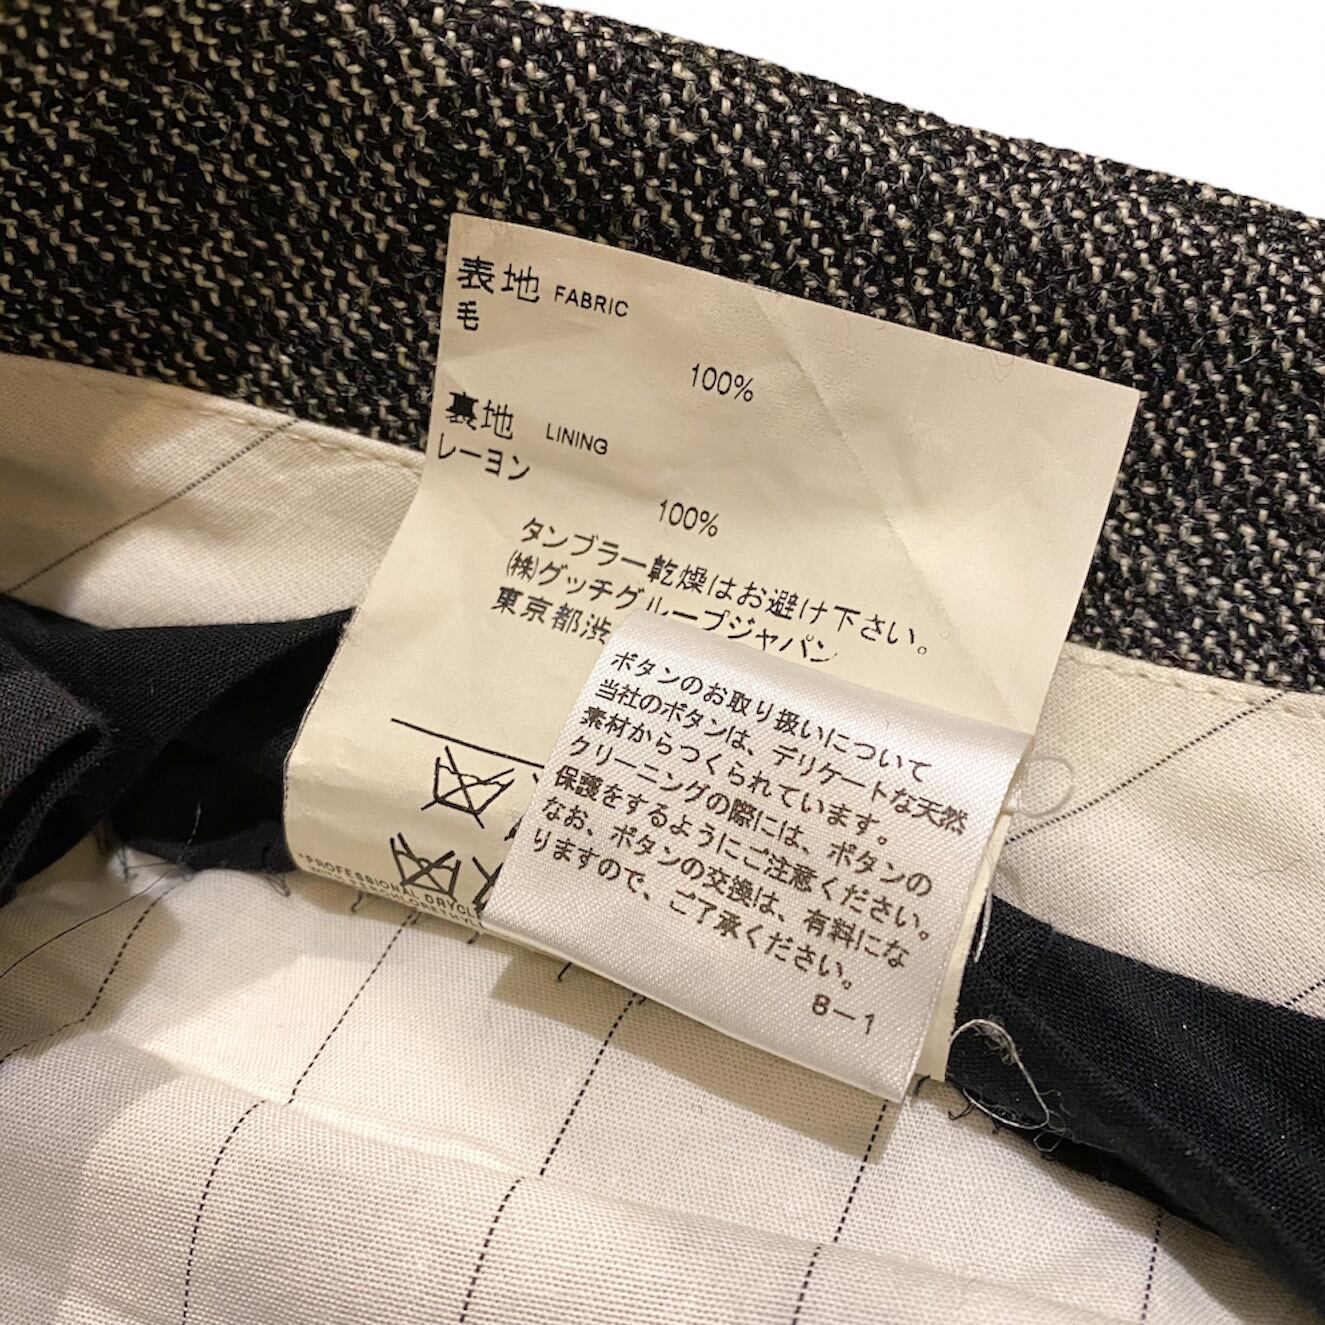 表地 FABRIC
毛
100%
裏地 LINING
レーヨン
100%
タンブラー乾燥はお避け下さい。
㈱グッチグループジャパン
東京都渋
ボタンのお取り扱いについて
当社のボタンは、デリケートな天然
素材からつくられています。
クリーニングの際には、ボタンの
保護をするようにご注意ください。
なお、ボタンの交換は、有料にな
りますので、ご了承ください。
8-1
*PROFESSIONAL DRYCL